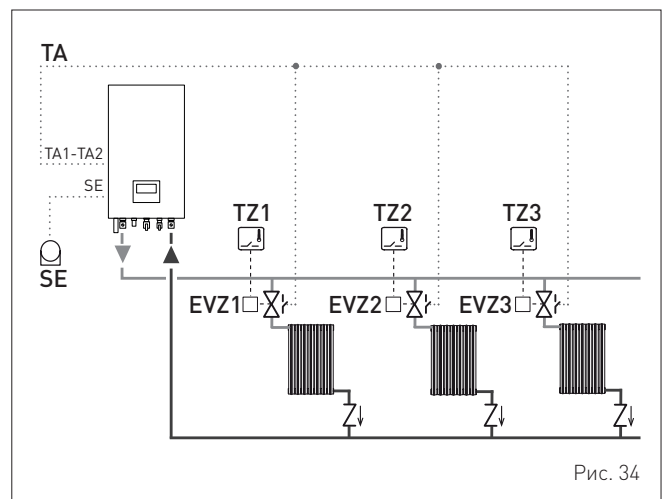 TA
TA1-TA2
SE
SE
TZ1
TZ2
TZ3
EVZ1
EVZ2
EVZ3
Рис. 34